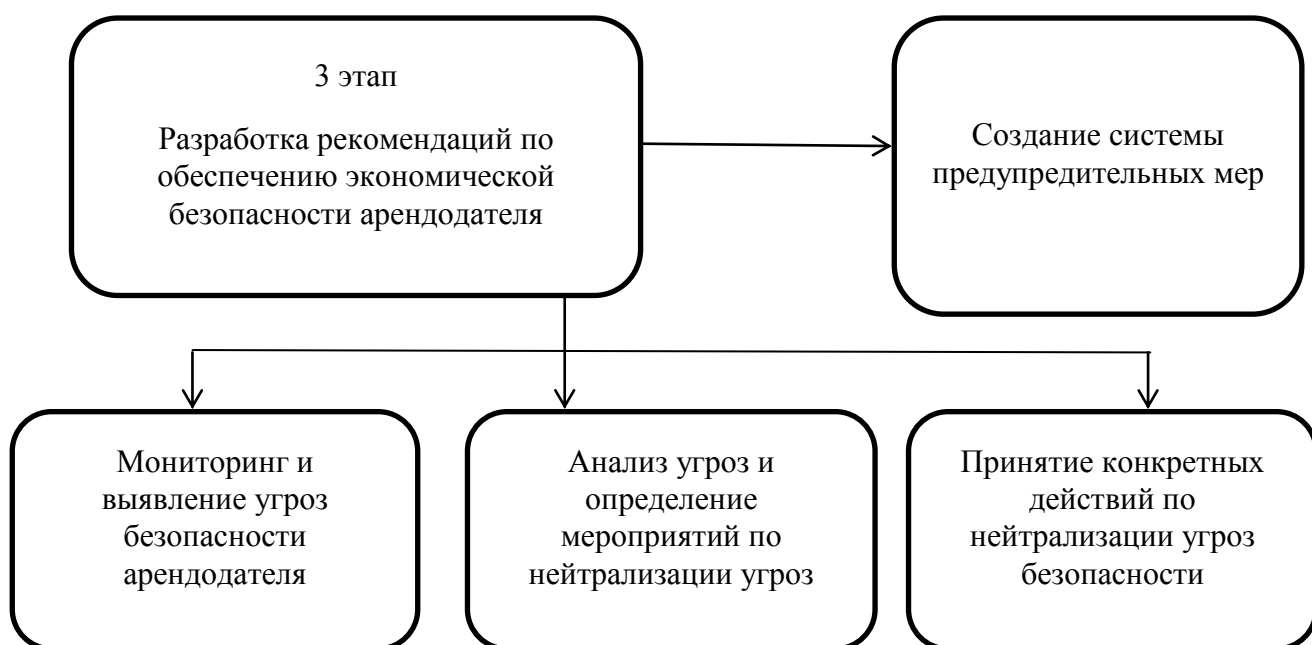 3 этап
Разработка рекомендаций по
обеспечению экономической
безопасности арендодателя
Создание системы
предупредительных мер
Мониторинг и
выявление угроз
безопасности
арендодателя
Анализ угроз и
определение
мероприятий по
нейтрализации угроз
Принятие конкретных
действий по
нейтрализации угроз
безопасности